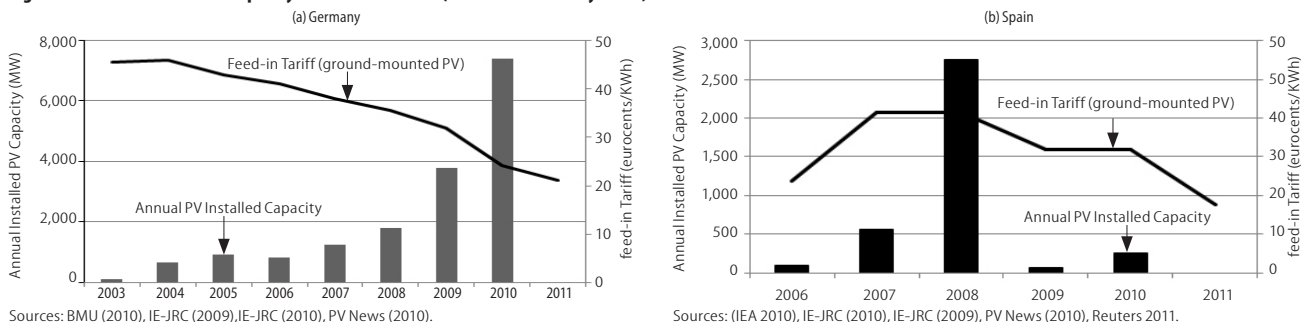 (a) Germany
Annual Installed PV Capacity (MW)
8,000
6,000
4,000
2,000
0
Feed-in Tariff (ground-mounted PV)
Annual PV Installed Capacity
50
40
30
20
10
0
feed-in Tariff (eurocents/KWh)
2003 2004 2005 2006 2007 2008 2009 2010 2011
Sources: BMU (2010), IE-JRC (2009),IE-JRC (2010), PV News (2010).
(b) Spain
Annual Installed PV Capacity (MW)
3,000
2,500
2,000
1,500
1,000
500
0
Feed-in Tariff (ground-mounted PV)
Annual PV Installed Capacity
50
50
40
30
20
10
0
feed-in Tariff (eurocents/KWh)
2006 2007 2008 2009 2010 2011
Sources: (IEA 2010), IE-JRC (2010), IE-JRC (2009), PV News (2010), Reuters 2011.